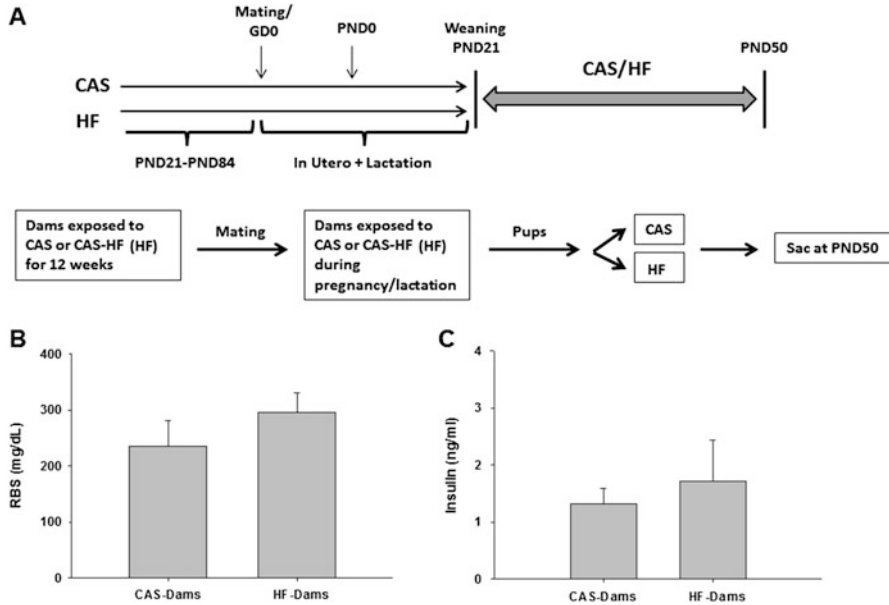 A
Mating/
GD0
PND0
Weaning
PND21
PND50
CAS
HF
CAS/HF
PND21-PND84
In Utero + Lactation
Dams exposed to
CAS or CAS-HF (HF)
for 12 weeks
Mating
Dams exposed to
CAS or CAS-HF (HF)
during
pregnancy/lactation
Pups
CAS
HF
Sac at PND50
B
400
300
200
100
0
RBS (mg/dL)
CAS-Dams
HF-Dams
C
4
3
2
1
0
Insulin (ng/ml)
CAS-Dams
HF-Dams